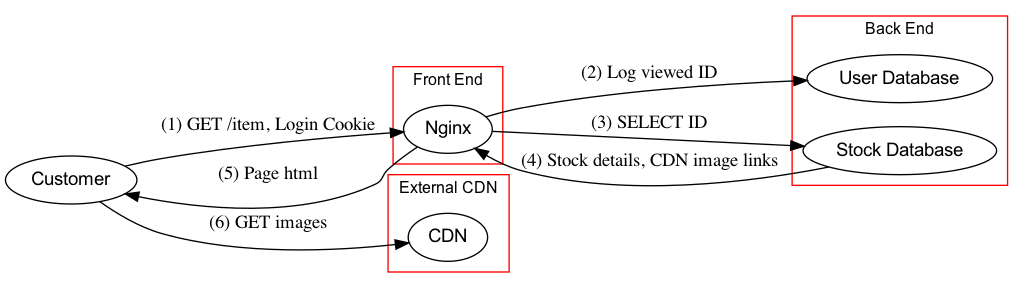 Back End
Front End
(2) Log viewed ID
User Database
(1) GET /item, Login Cookie
Nginx
(3) SELECT ID
Stock Database
(4) Stock details, CDN image links
Customer
(5) Page html
External CDN
(6) GET images
CDN